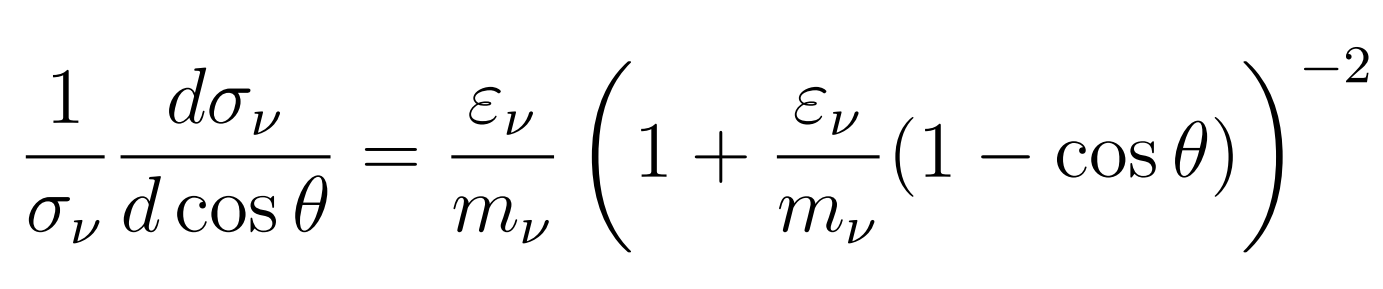 \frac{1}{\sigma_\nu} \frac{d\sigma_\nu}{d\cos\theta} = \frac{\varepsilon_\nu}{m_\nu} \left(1 + \frac{\varepsilon_\nu}{m_\nu}(1 - \cos\theta)\right)^{-2}